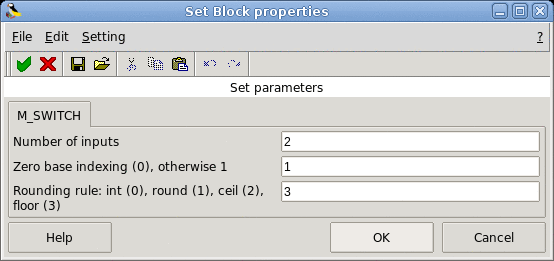 Set Block properties
File Edit Setting ?
Set parameters
M_SWITCH
Number of inputs 2
Zero base indexing (0), otherwise 1 1
Rounding rule: int (0), round (1), ceil (2), 3
floor (3)
Help OK Cancel